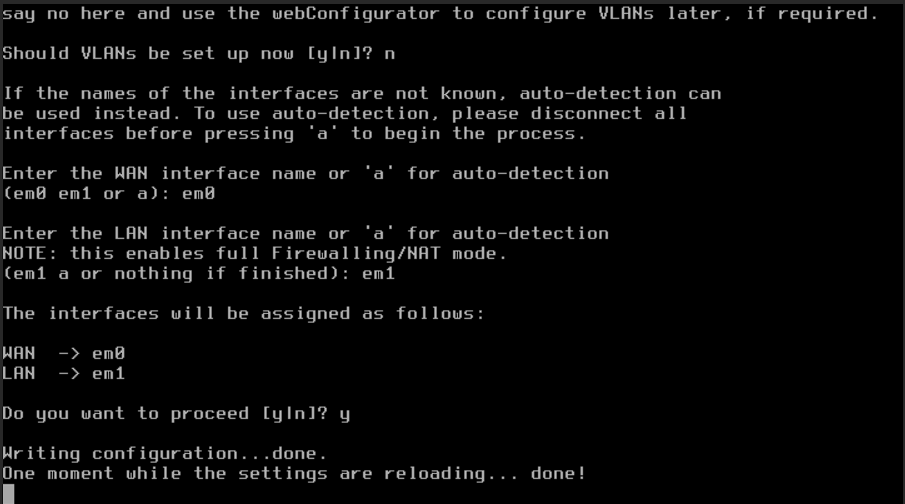 say no here and use the webConfigurator to configure VLANs later, if required.
Should VLANs be set up now [y|n]? n
If the names of the interfaces are not known, auto-detection can
be used instead. To use auto-detection, please disconnect all
interfaces before pressing 'a' to begin the process.
Enter the WAN interface name or 'a' for auto-detection
(em0 em1 or a): em0
Enter the LAN interface name or 'a' for auto-detection
NOTE: this enables full Firewalling/NAT mode.
(em1 a or nothing if finished): em1
The interfaces will be assigned as follows:
WAN  -> em0
LAN  -> em1
Do you want to proceed [y|n]? y
Writing configuration...done.
One moment while the settings are reloading... done!